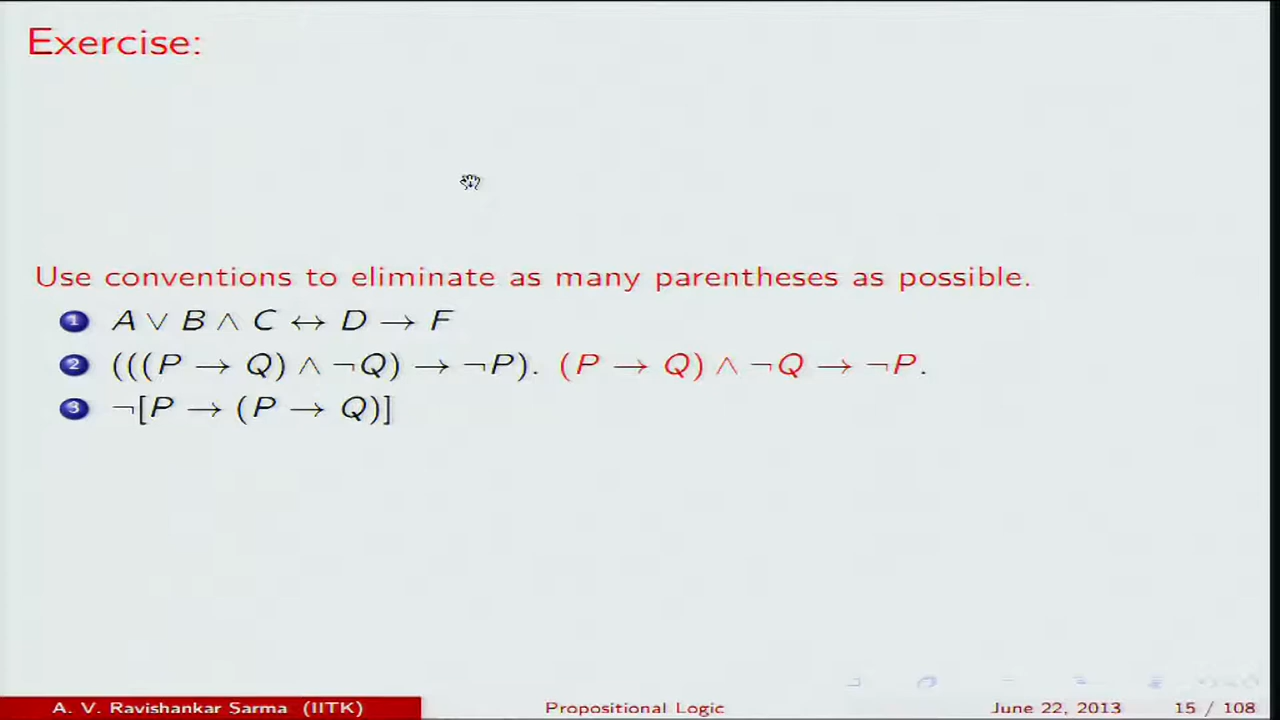 Exercise:
Use conventions to eliminate as many parentheses as possible.
1 A ∨ B ∧ C ↔ D → F
2 (((P → Q) ∧ ¬Q) → ¬P). (P → Q) ∧ ¬Q → ¬P.
3 ¬[P → (P → Q)]
A. V. Ravishankar Sarma (IITK) Propositional Logic June 22, 2013 15 / 108